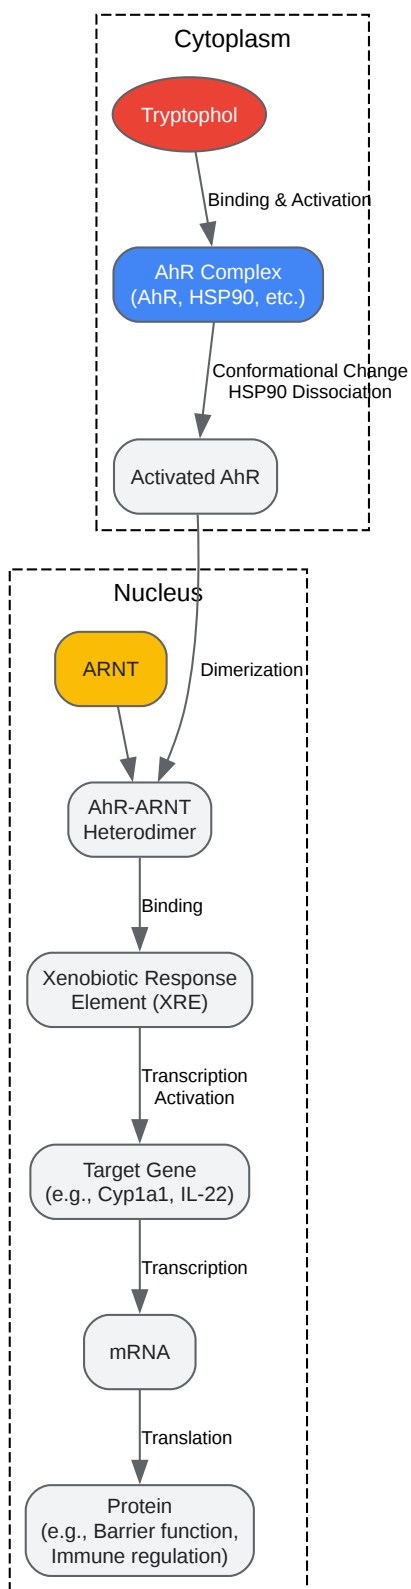 Cytoplasm
Tryptophol
Binding & Activation
AhR Complex
(AhR, HSP90, etc.)
Conformational Change
HSP90 Dissociation
Activated AhR
Nucleus
ARNT
Dimerization
AhR-ARNT
Heterodimer
Binding
Xenobiotic Response
Element (XRE)
Transcription
Activation
Target Gene
(e.g., Cyp1a1, IL-22)
Transcription
mRNA
Translation
Protein
(e.g., Barrier function,
Immune regulation)